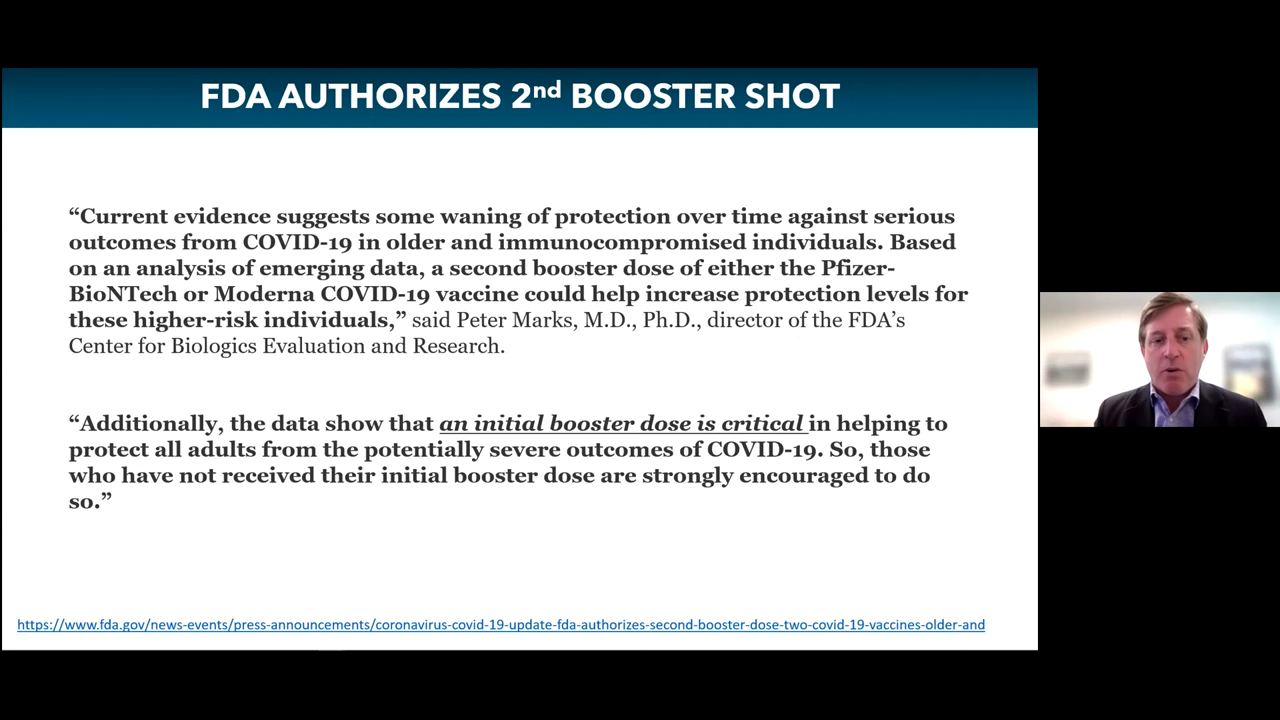 FDA AUTHORIZES 2nd BOOSTER SHOT
“Current evidence suggests some waning of protection over time against serious
outcomes from COVID-19 in older and immunocompromised individuals. Based
on an analysis of emerging data, a second booster dose of either the Pfizer-
BioNTech or Moderna COVID-19 vaccine could help increase protection levels for
these higher-risk individuals,” said Peter Marks, M.D., Ph.D., director of the FDA’s
Center for Biologics Evaluation and Research.
“Additionally, the data show that an initial booster dose is critical in helping to
protect all adults from the potentially severe outcomes of COVID-19. So, those
who have not received their initial booster dose are strongly encouraged to do
so.”
https://www.fda.gov/news-events/press-announcements/coronavirus-covid-19-update-fda-authorizes-second-booster-dose-two-covid-19-vaccines-older-and